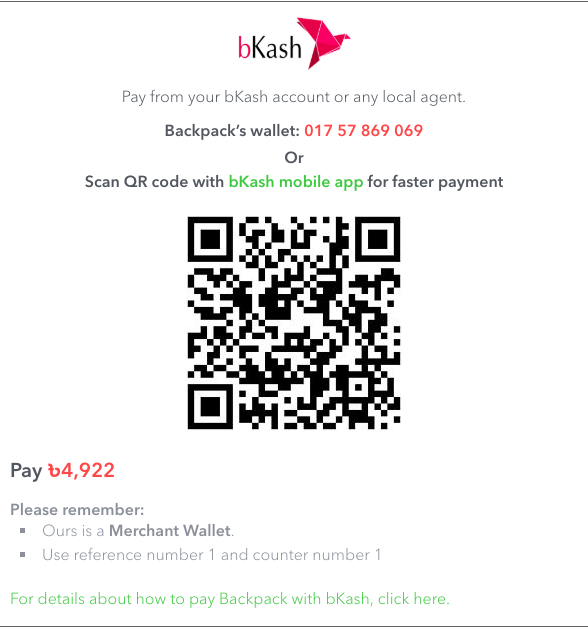 bKash
Pay from your bKash account or any local agent.
Backpack’s wallet: 017 57 869 069
Or
Scan QR code with bKash mobile app for faster payment
Pay ৳4,922
Please remember:
Ours is a Merchant Wallet.
Use reference number 1 and counter number 1
For details about how to pay Backpack with bKash, click here.